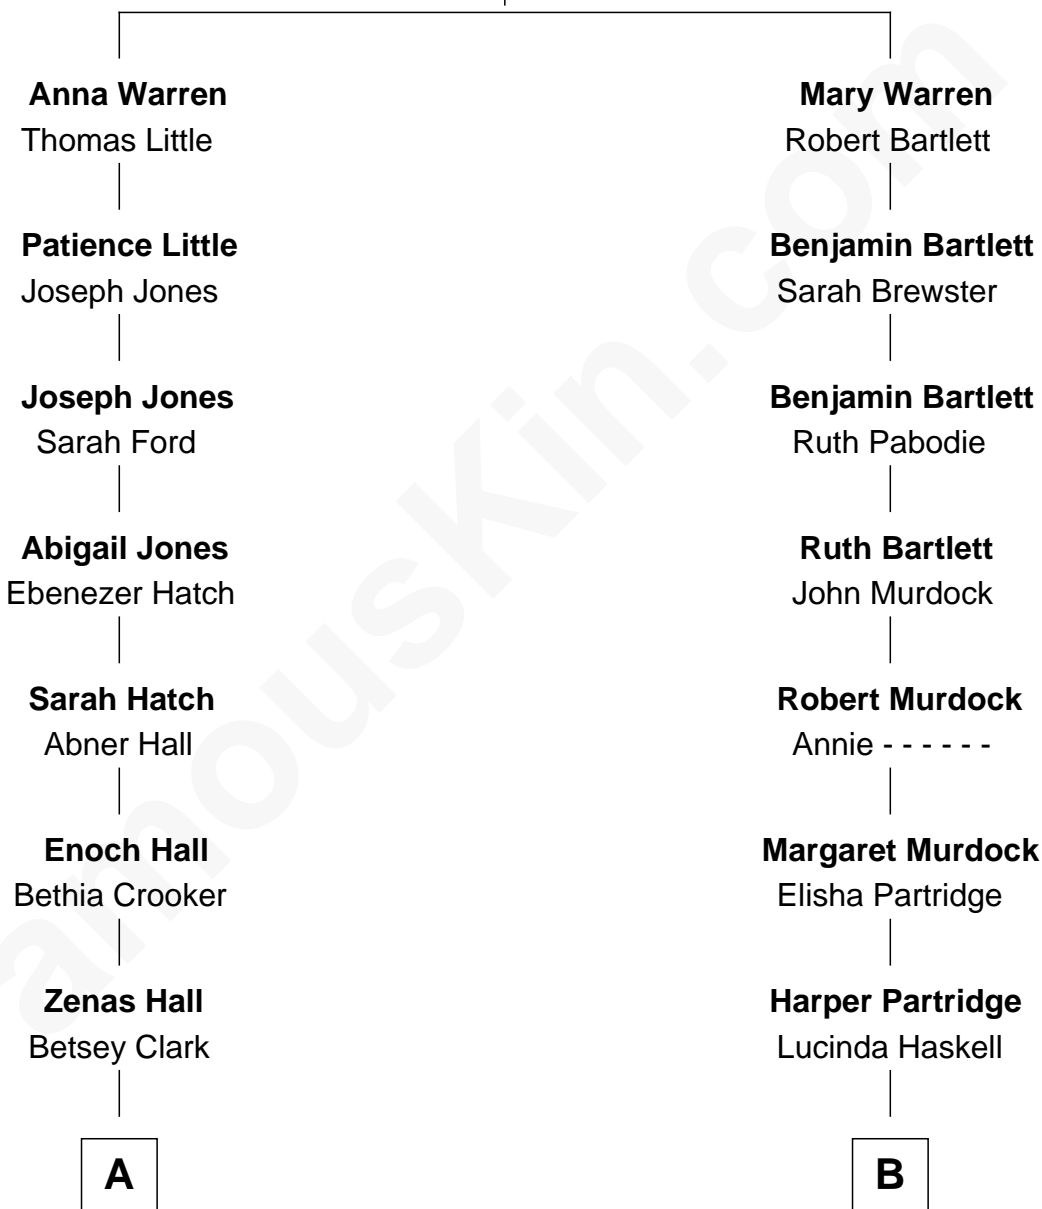 Anna Warren
Thomas Little
Patience Little
Joseph Jones
Joseph Jones
Sarah Ford
Abigail Jones
Ebenezer Hatch
Sarah Hatch
Abner Hall
Enoch Hall
Bethia Crooker
Zenas Hall
Betsey Clark
A
Mary Warren
Robert Bartlett
Benjamin Bartlett
Sarah Brewster
Benjamin Bartlett
Ruth Pabodie
Ruth Bartlett
John Murdock
Robert Murdock
Annie - - - - - -
Margaret Murdock
Elisha Partridge
Harper Partridge
Lucinda Haskell
B
amousKin.com